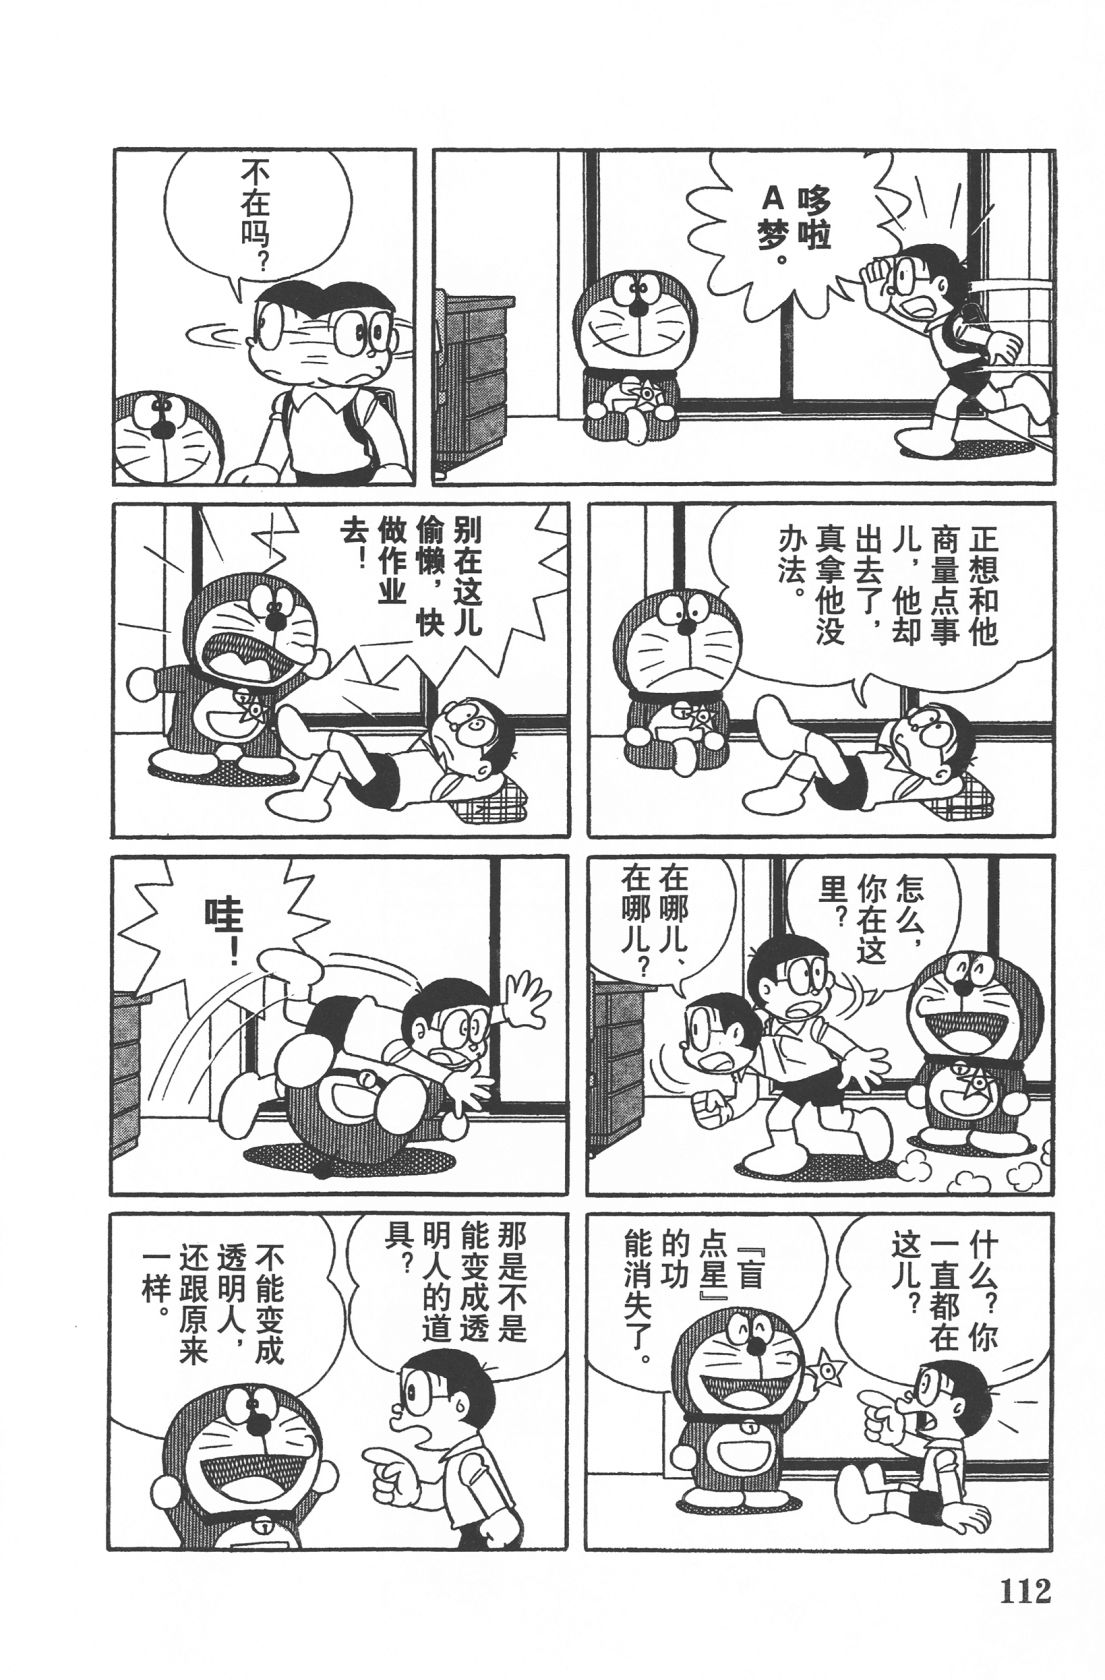 哆啦
A梦。
不在吗？
正想和他
商量点事
儿，他却
出去了，
真拿他没
办法。
别在这儿
偷懒，快
做作业
去！
怎么，
你在这
里？
在哪儿、
在哪儿？
哇！
什么？你
一直都在
这儿？
『盲
点星』
的功
能消失了。
那是不是
能变成透
明人的道
具？
不能变成
透明人，
还跟原来
一样。
112